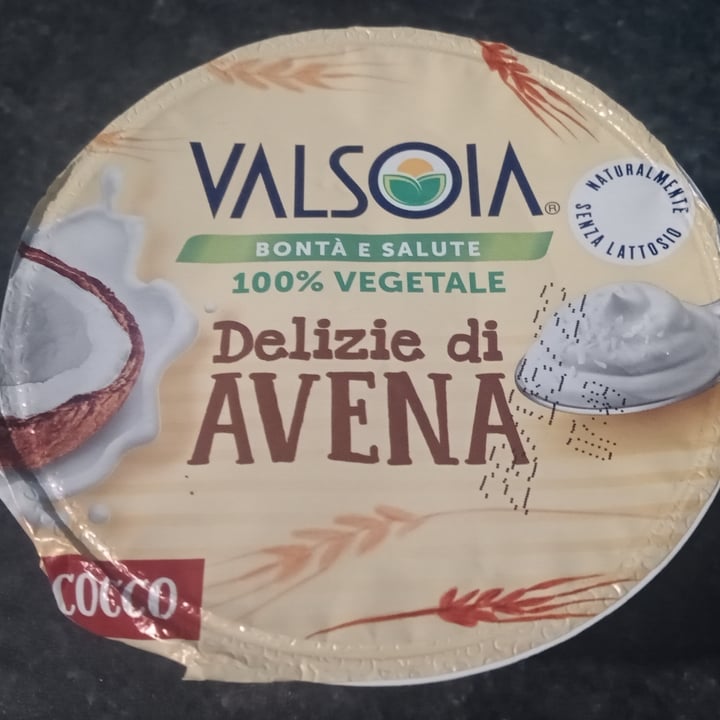 VALSOIA®
BONTÀ E SALUTE
100% VEGETALE
NATURALMENTE
SENZA LATTOSIO
Delizie di
AVENA
COCCO